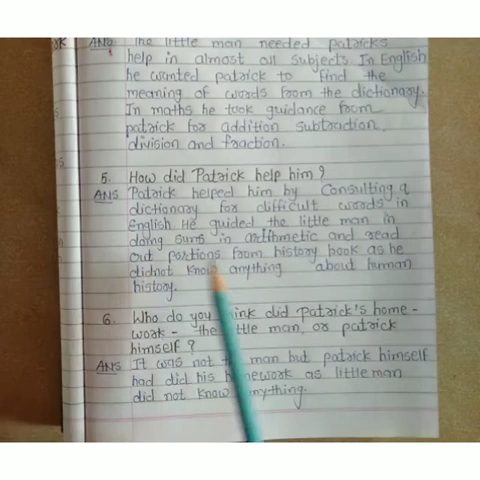 Ans The little man needed patrick's
help in almost all subjects. In English
he wanted patrick to find the
meaning of words from the dictionary.
In maths he took guidance from
patrick for addition subtraction
division and fraction.
5. How did Patrick help him?
ANS Patrick helped him by Consulting a
dictionary for difficult words in
English He guided the little man in
doing sums in arithmetic and read
out portions from history book as he
didnot know anything about human
history.
6. Who do you think did Patrick's home-
work- the little man, or patrick
himself?
ANS It was not the man but patrick himself
had did his homework as little man
did not know anything.